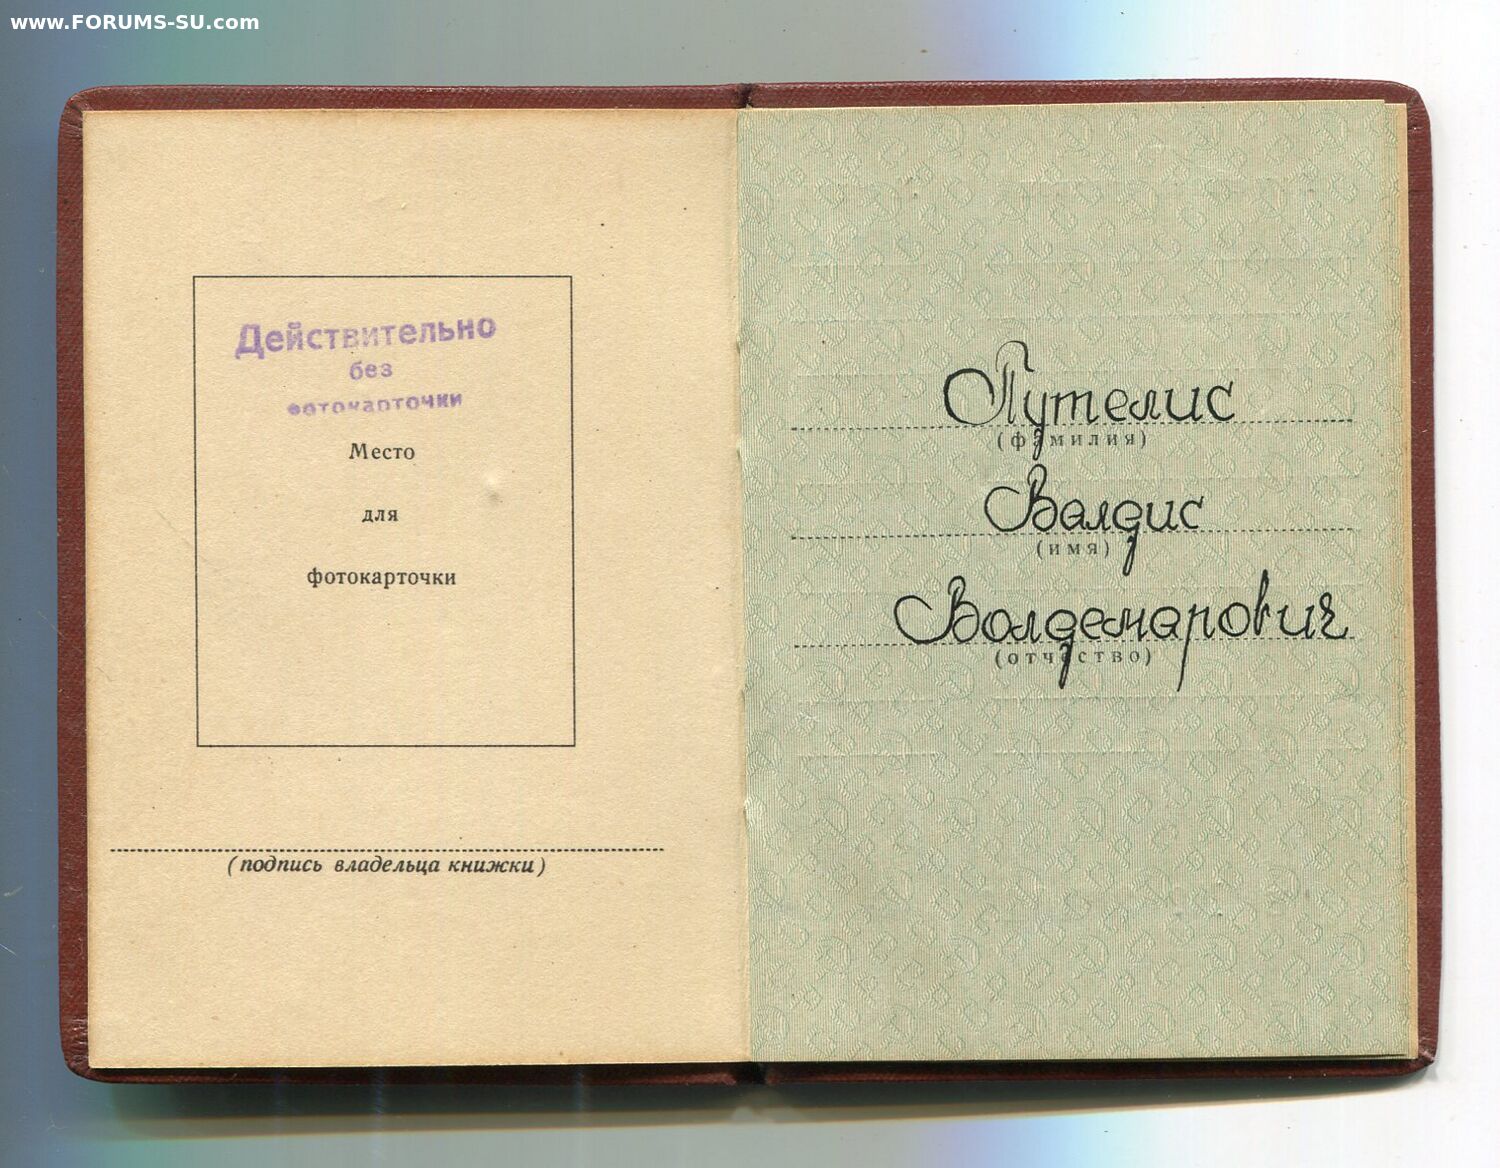 www.FORUMS-SU.com
Действительно
без
фотокарточки
Место
для
фотокарточки
(подпись владельца книжки)
Путелис
(фамилия)
Валдис
(имя)
Волдемарович
(отчество)